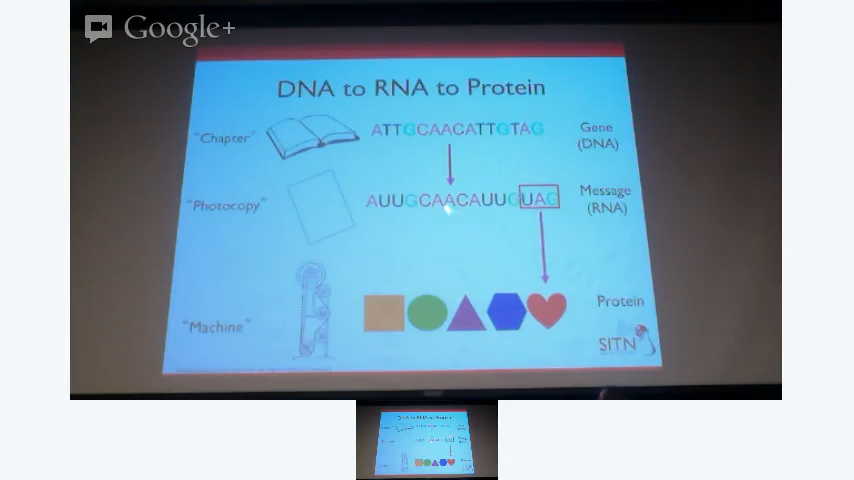 Google+
DNA to RNA to Protein
"Chapter"
ATTGCAACATTGTAG
Gene
(DNA)
"Photocopy"
AUUGCAACAUUGUAG
Message
(RNA)
"Machine"
Protein
SITN